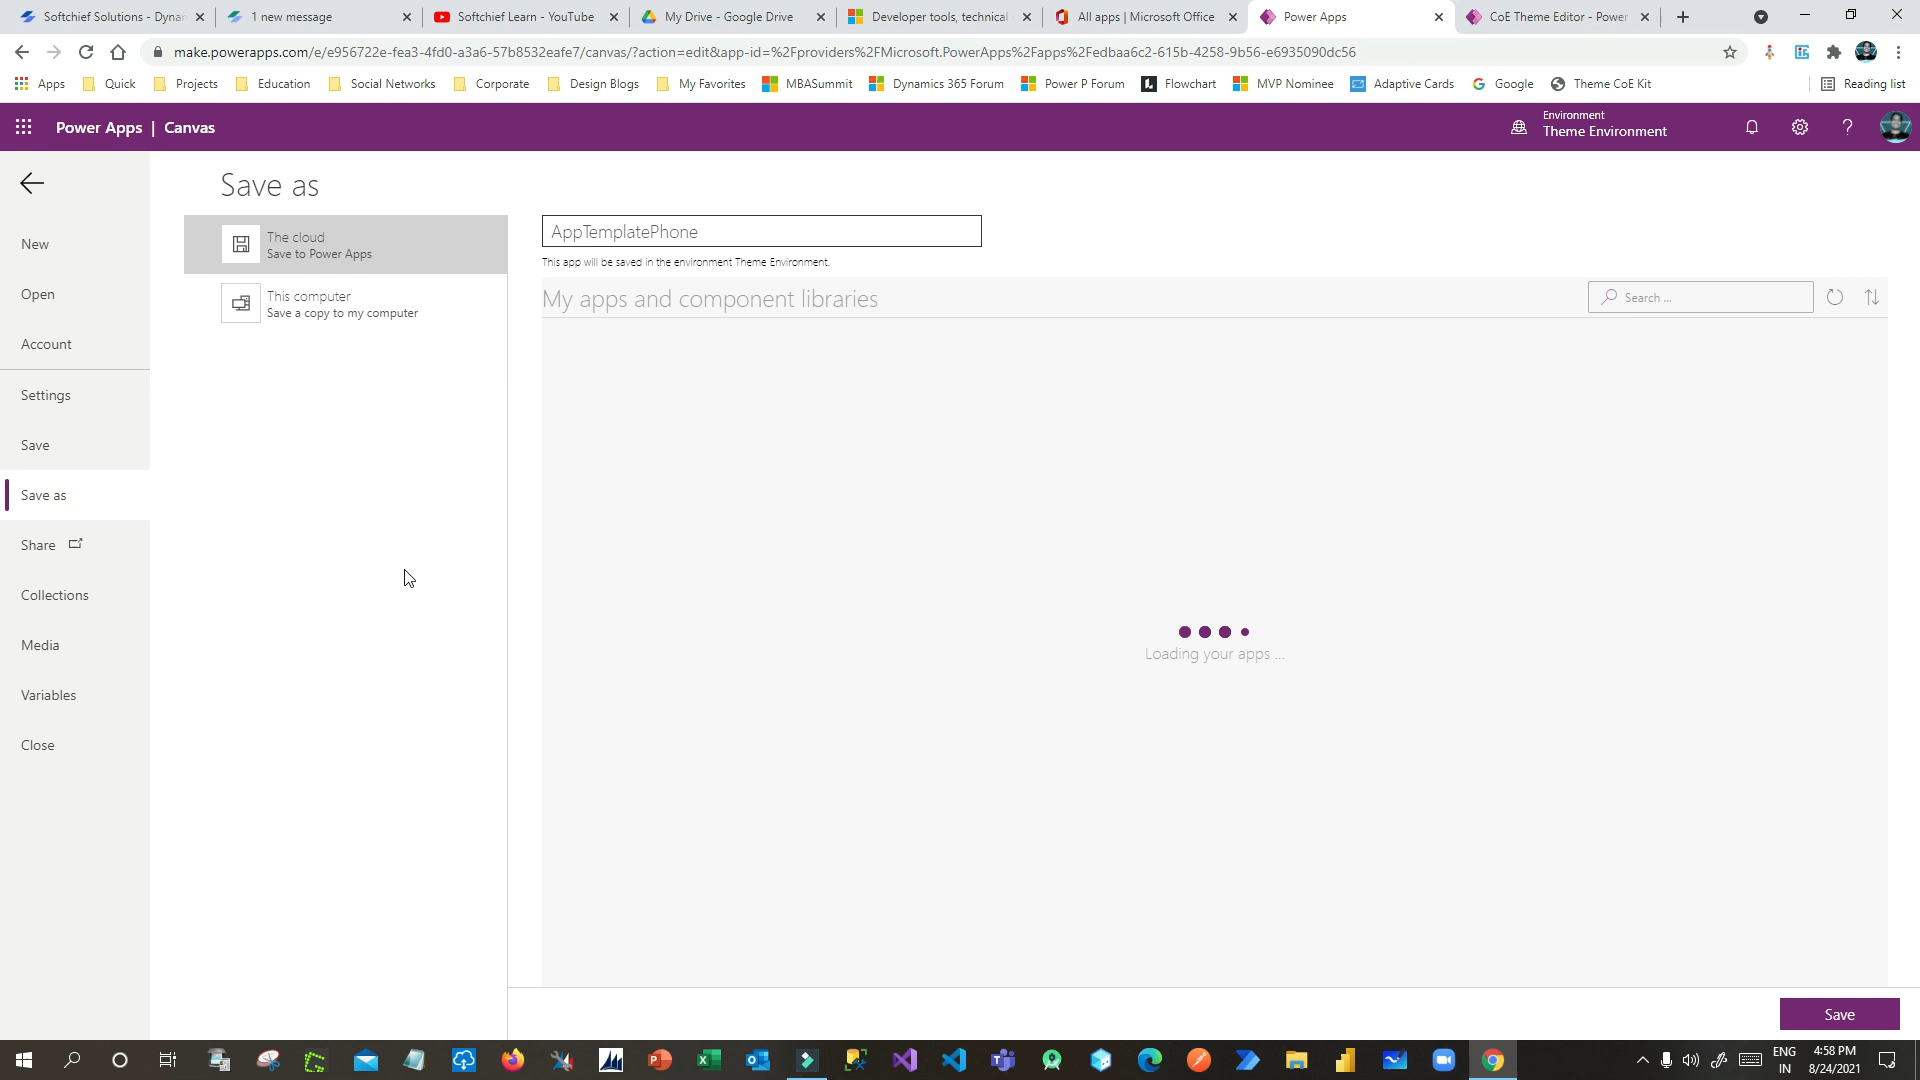 Softchief Solutions - Dynar
1 new message
Softchief Learn - YouTube
My Drive - Google Drive
Developer tools, technical
All apps | Microsoft Office
Power Apps
CoE Theme Editor - Power
make.powerapps.com/e/e956722e-fea3-4fd0-a3a6-57b8532eafe7/canvas/?action=edit&app-id=%2Fproviders%2FMicrosoft.PowerApps%2Fapps%2Fedbaa6c2-615b-4258-9b56-e6935090dc56
Apps Quick Projects Education Social Networks Corporate Design Blogs My Favorites MBASummit Dynamics 365 Forum Power P Forum Flowchart MVP Nominee Adaptive Cards Google Theme CoE Kit Reading list
Power Apps | Canvas
Environment
Theme Environment
Save as
New
Open
Account
Settings
Save
Save as
Share
Collections
Media
Variables
Close
The cloud
Save to Power Apps
This computer
Save a copy to my computer
AppTemplatePhone
This app will be saved in the environment Theme Environment.
My apps and component libraries
Search ...
Loading your apps ...
Save
ENG
IN
4:58 PM
8/24/2021